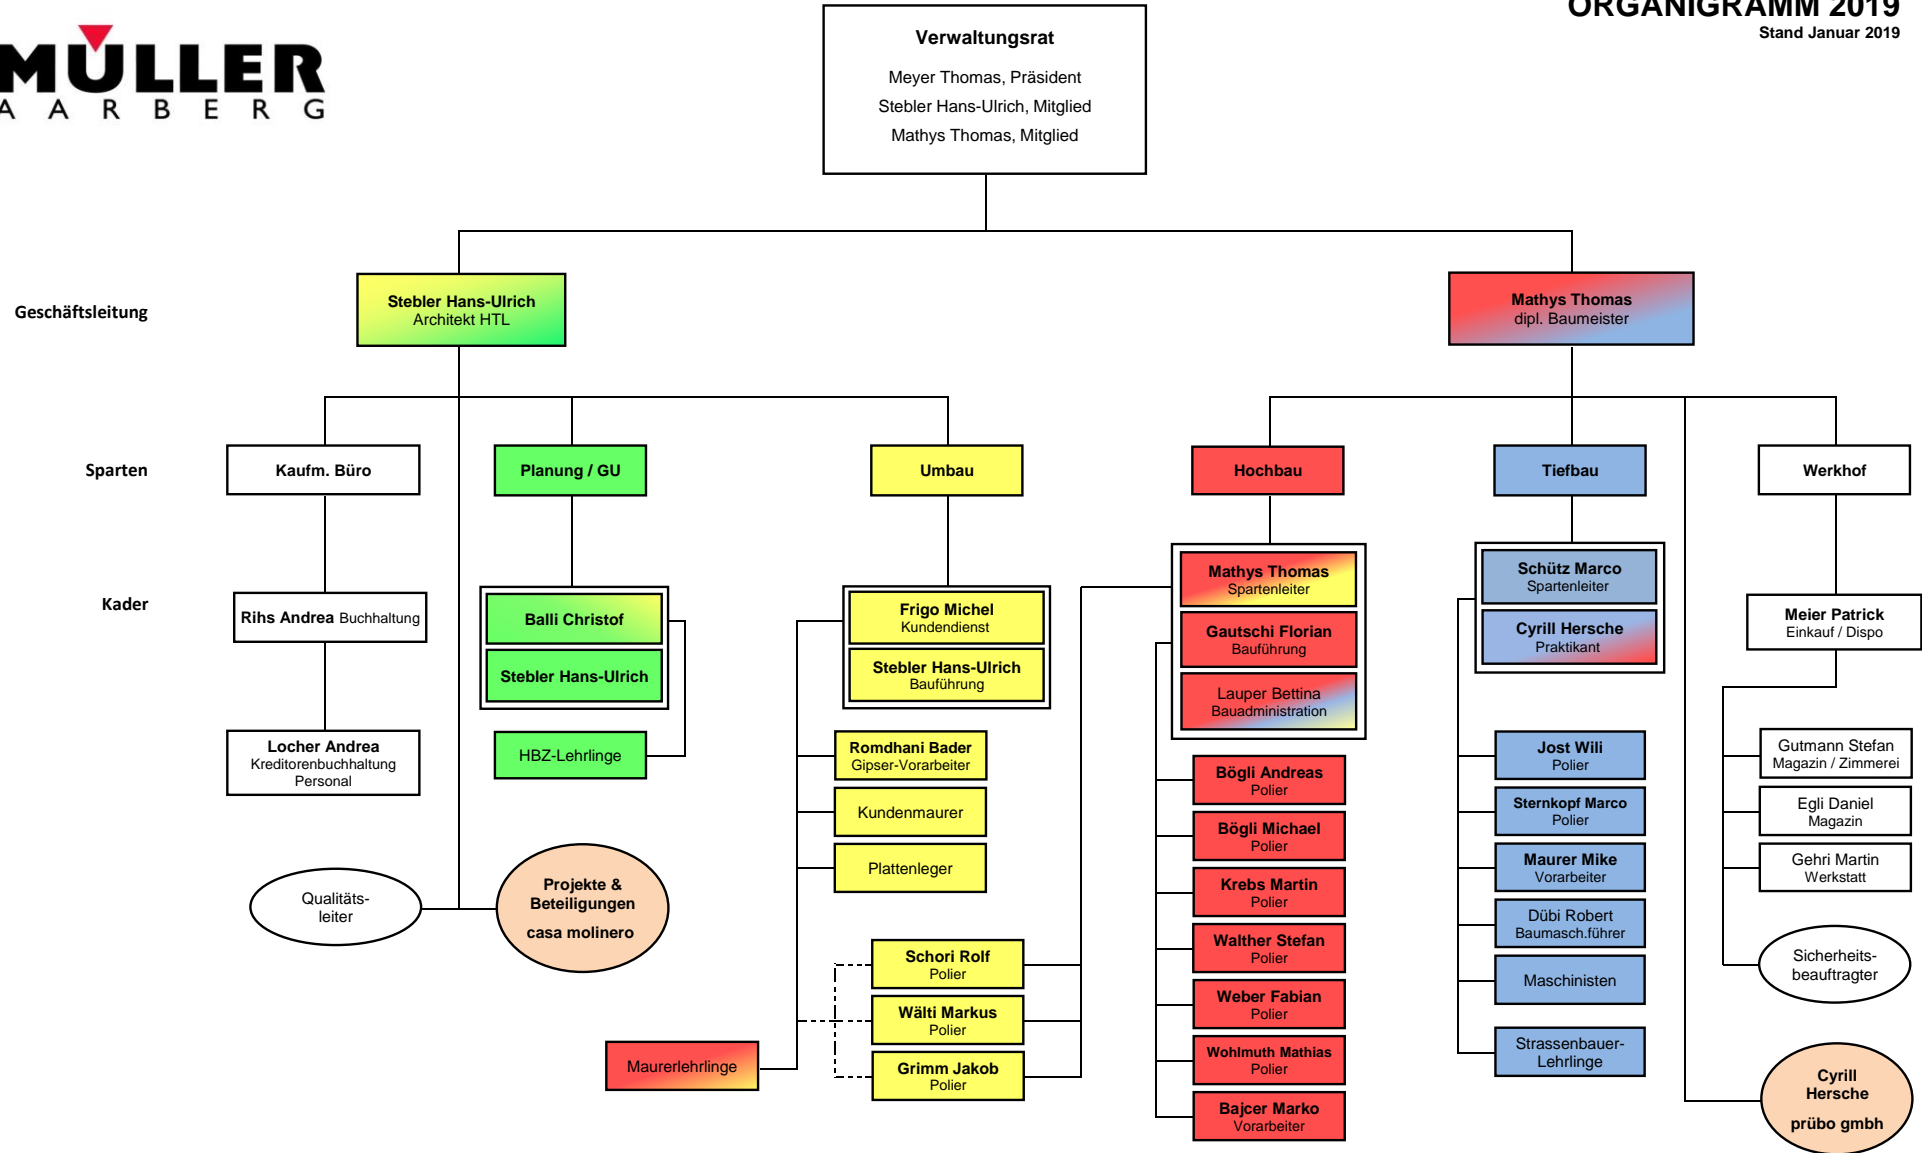 ORGANIGRAMM 2019
Stand Januar 2019
MÜLLER
AARBERG
Verwaltungsrat
Meyer Thomas, Präsident
Stebler Hans-Ulrich, Mitglied
Mathys Thomas, Mitglied
Geschäftsleitung
Stebler Hans-Ulrich
Architekt HTL
Mathys Thomas
dipl. Baumeister
Sparten
Kaufm. Büro
Planung / GU
Umbau
Hochbau
Tiefbau
Werkhof
Kader
Rihs Andrea Buchhaltung
Locher Andrea
Kreditorenbuchhaltung
Personal
Qualitäts-
leiter
Balli Christof
Stebler Hans-Ulrich
HBZ-Lehrlinge
Projekte &
Beteiligungen
casa molinero
Frigo Michel
Kundendienst
Stebler Hans-Ulrich
Bauführung
Romdhani Bader
Gipser-Vorarbeiter
Kundenmaurer
Plattenleger
Schori Rolf
Polier
Wälti Markus
Polier
Grimm Jakob
Polier
Maurerlehrlinge
Mathys Thomas
Spartenleiter
Gautschi Florian
Bauführung
Lauper Bettina
Bauadministration
Bögli Andreas
Polier
Bögli Michael
Polier
Krebs Martin
Polier
Walther Stefan
Polier
Weber Fabian
Polier
Wohlmuth Mathias
Polier
Bajcer Marko
Vorarbeiter
Schütz Marco
Spartenleiter
Cyrill Hersche
Praktikant
Jost Wili
Polier
Sternkopf Marco
Polier
Maurer Mike
Vorarbeiter
Dübi Robert
Baumasch.führer
Maschinisten
Strassenbauer-
Lehrlinge
Meier Patrick
Einkauf / Dispo
Gutmann Stefan
Magazin / Zimmerei
Egli Daniel
Magazin
Gehri Martin
Werkstatt
Sicherheits-
beauftragter
Cyrill
Hersche
prübo gmbh